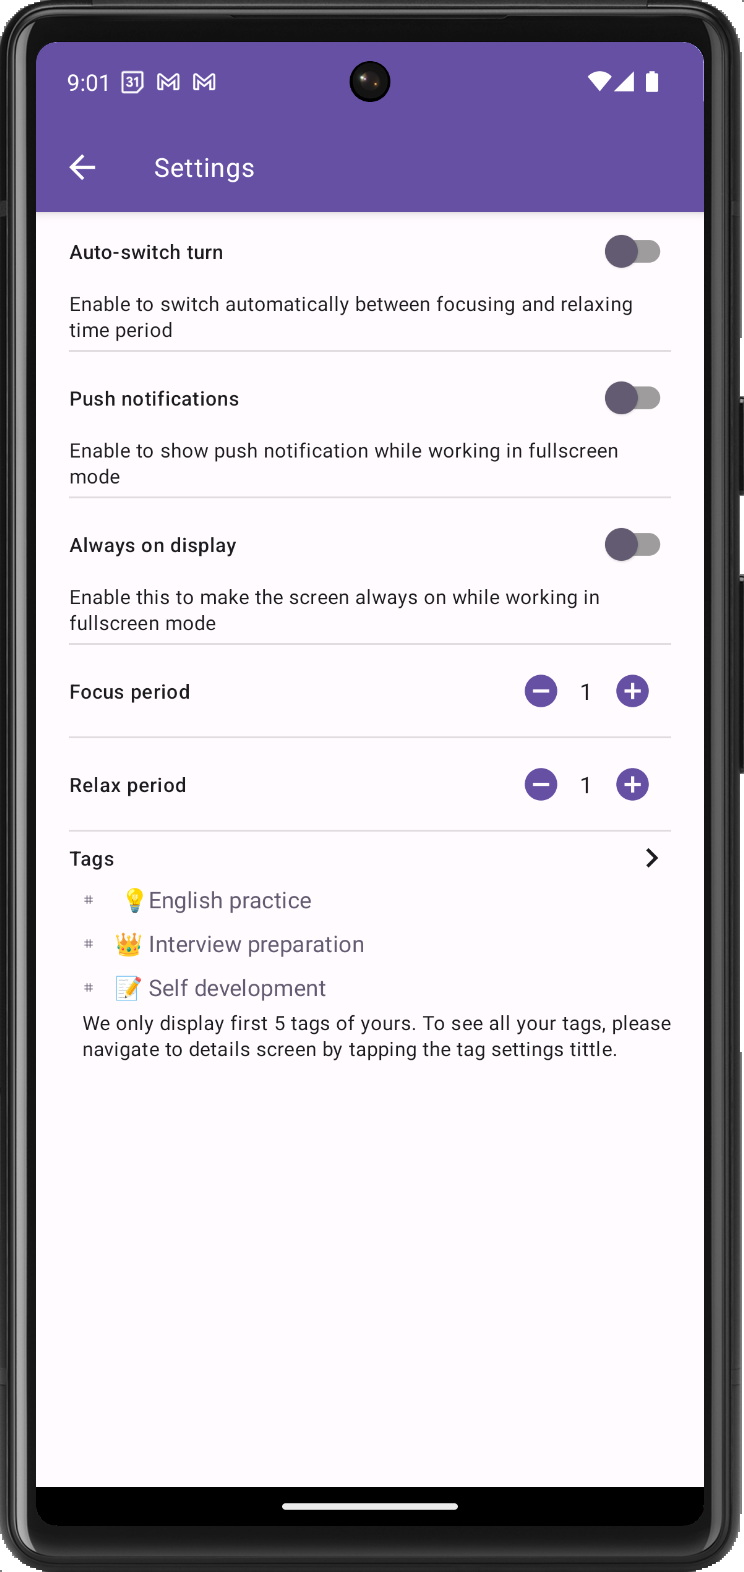 9:01 31
Settings
Auto-switch turn
Enable to switch automatically between focusing and relaxing
time period
Push notifications
Enable to show push notification while working in fullscreen
mode
Always on display
Enable this to make the screen always on while working in
fullscreen mode
Focus period 1
Relax period 1
Tags
# 💡English practice
# 👑 Interview preparation
# 📝 Self development
We only display first 5 tags of yours. To see all your tags, please
navigate to details screen by tapping the tag settings tittle.